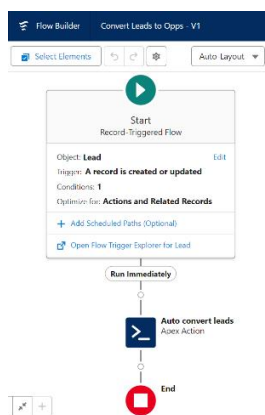 Flow Builder Convert Leads to Opps - V1
Select Elements Auto Layout
Start
Record-Triggered Flow
Object: Lead Edit
Trigger: A record is created or updated
Conditions: 1
Optimize for: Actions and Related Records
+ Add Scheduled Paths (Optional)
Open Flow Trigger Explorer for Lead
Run Immediately
Auto convert leads
Apex Action
End